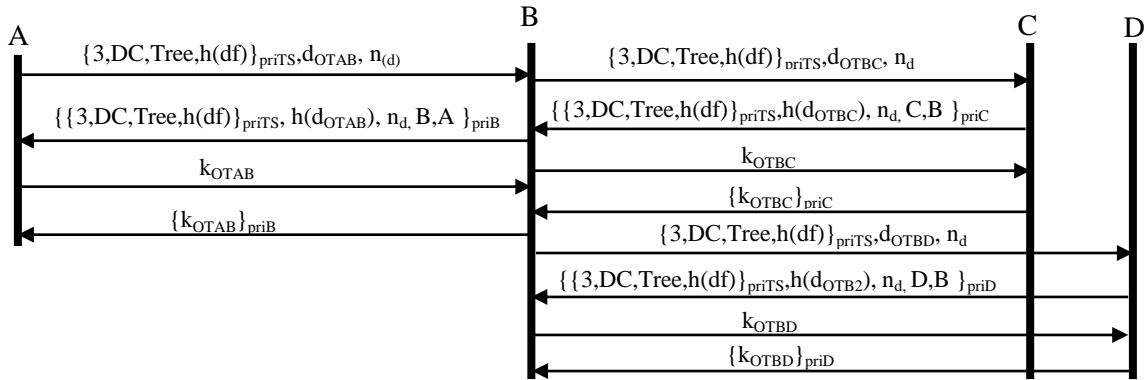 A
B
C
D
{3,DC,Tree,h(df)}priTS,dOTAB, n(d)
{3,DC,Tree,h(df)}priTS,dOTBC, nd
{{3,DC,Tree,h(df)}priTS, h(dOTAB), nd, B,A }priB
{{3,DC,Tree,h(df)}priTS,h(dOTBC), nd, C,B }priC
kOTAB
kOTBC
{kOTAB}priB
{kOTBC}priC
{3,DC,Tree,h(df)}priTS,dOTBD, nd
{{3,DC,Tree,h(df)}priTS,h(dOTB2), nd, D,B }priD
kOTBD
{kOTBD}priD